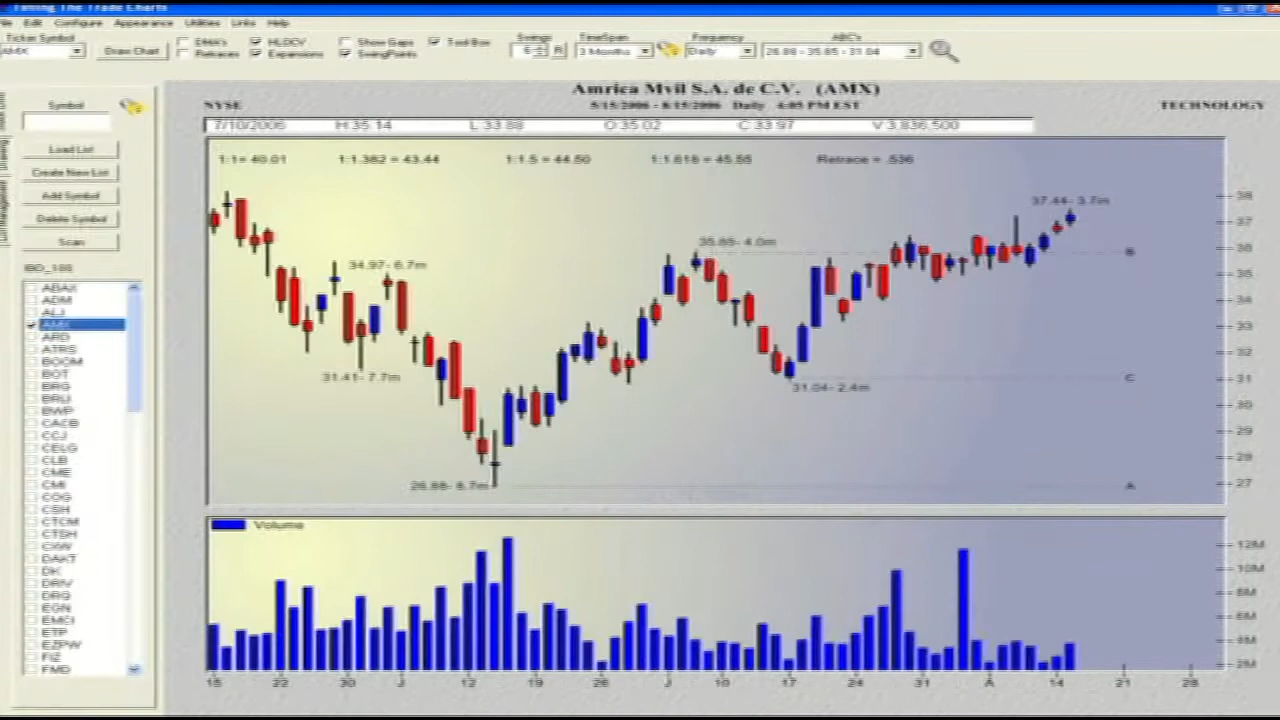 Timing The Trade Charts
File Edit Configure Appearance Utilities Links Help
Ticker Symbol
AMX
Draw Chart
DMA's
HLOCV
Show Gaps
Tool Box
Retraces
Expansions
SwingPoints
Swings
6
R
TimeSpan
3 Months
Frequency
Daily
ABC's
26.88 - 35.85 - 31.04
Amrica Mvil S.A. de C.V. (AMX)
NYSE
5/15/2006 - 8/15/2006 Daily 4:05 PM EST
TECHNOLOGY
7/10/2006 H:35.14 L:33.88 O:35.02 C:33.97 V:3,836,500
1:1= 40.01 1:1.382 = 43.44 1:1.5 = 44.50 1:1.618 = 45.55 Retrace = .536
Symbol
Load List
Create New List
Add Symbol
Delete Symbol
Scan
IBD_100
ABAX
ADM
ALJ
AMX
ARD
ATRS
BOOM
BOT
BRG
BRLI
BWP
CACB
CCJ
CELG
CLB
CME
CMI
COG
CSH
CTCM
CTSH
CXW
DAKT
DK
DRIV
DRQ
EGN
EMCI
ETP
EZPW
FIZ
FMD
37.44- 3.7m
35.85- 4.0m
34.97- 6.7m
31.41- 7.7m
31.04- 2.4m
26.88- 8.7m
B
C
A
38
37
36
35
34
33
32
31
30
29
28
27
Volume
12M
10M
8M
6M
2M
15 22 30 J 12 19 26 J 10 17 24 31 A 14 21 28